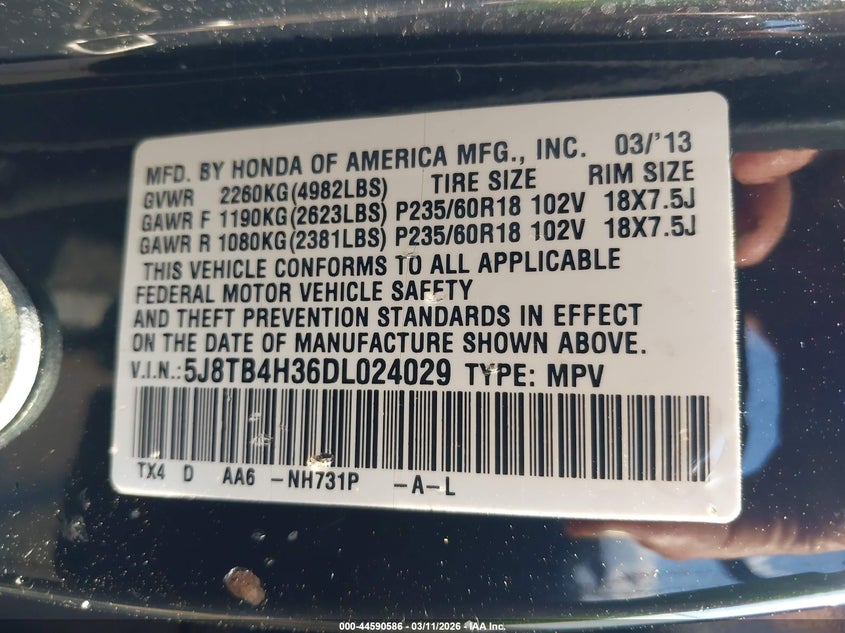 MFD. BY HONDA OF AMERICA MFG., INC. 03/'13
GVWR 2260KG(4982LBS) TIRE SIZE RIM SIZE
GAWR F 1190KG(2623LBS) P235/60R18 102V 18X7.5J
GAWR R 1080KG(2381LBS) P235/60R18 102V 18X7.5J
THIS VEHICLE CONFORMS TO ALL APPLICABLE
FEDERAL MOTOR VEHICLE SAFETY
AND THEFT PREVENTION STANDARDS IN EFFECT
ON THE DATE OF MANUFACTURE SHOWN ABOVE.
V.I.N.:5J8TB4H36DL024029 TYPE: MPV
TX4 D AA6 -NH731P -A-L
000-44590586 - 03/11/2026 - IAA Inc.